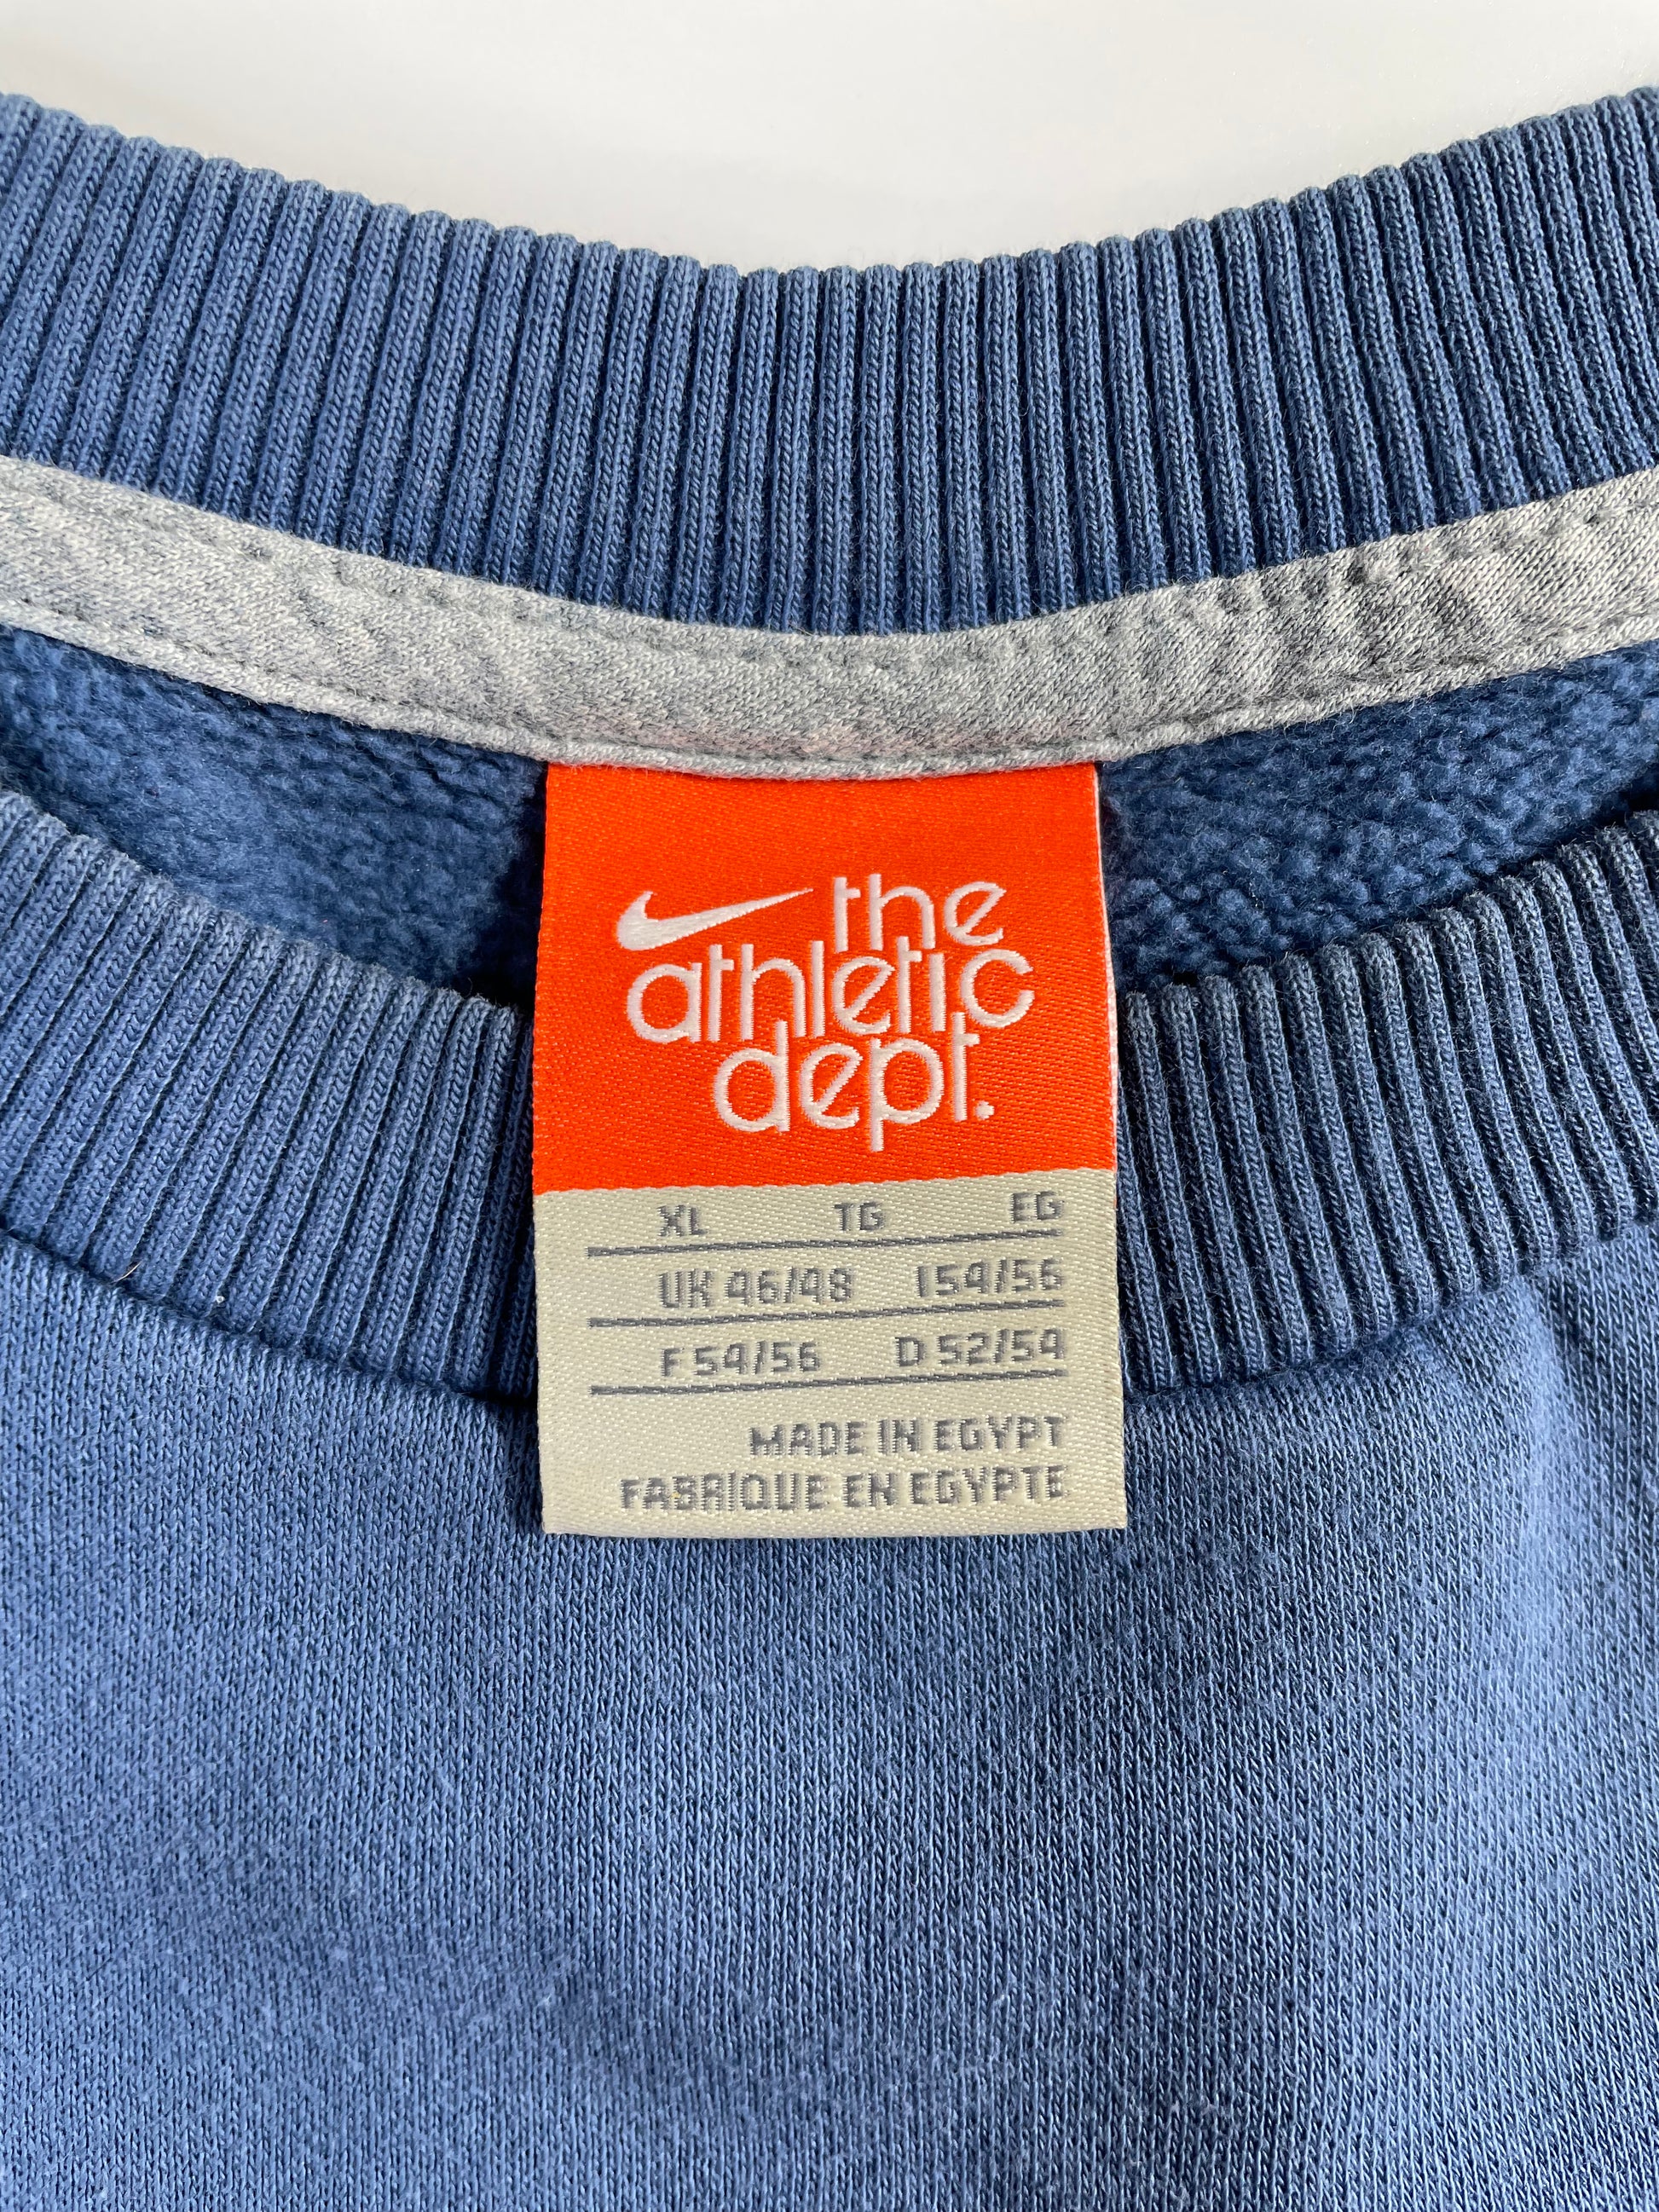 the
athletic
dept.
XL TG EG
UK 46/48 I 54/56
F 54/56 D 52/54
MADE IN EGYPT
FABRIQUE EN EGYPTE